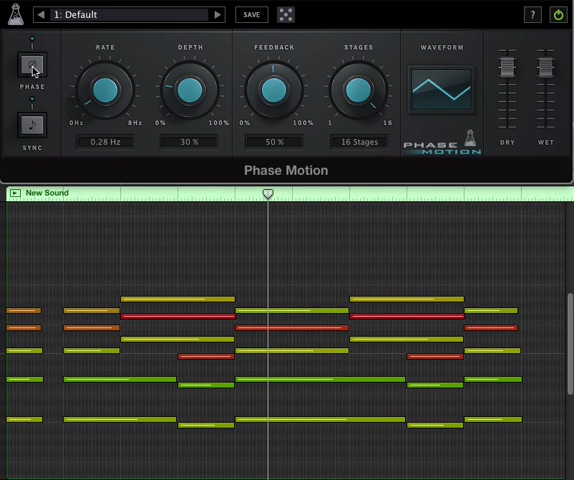 1: Default
SAVE
?
RATE
DEPTH
FEEDBACK
STAGES
WAVEFORM
PHASE
0Hz
8Hz
0%
100%
0%
100%
1
16
0.28 Hz
30 %
50 %
16 Stages
SYNC
PHASE
MOTION
DRY
WET
Phase Motion
New Sound